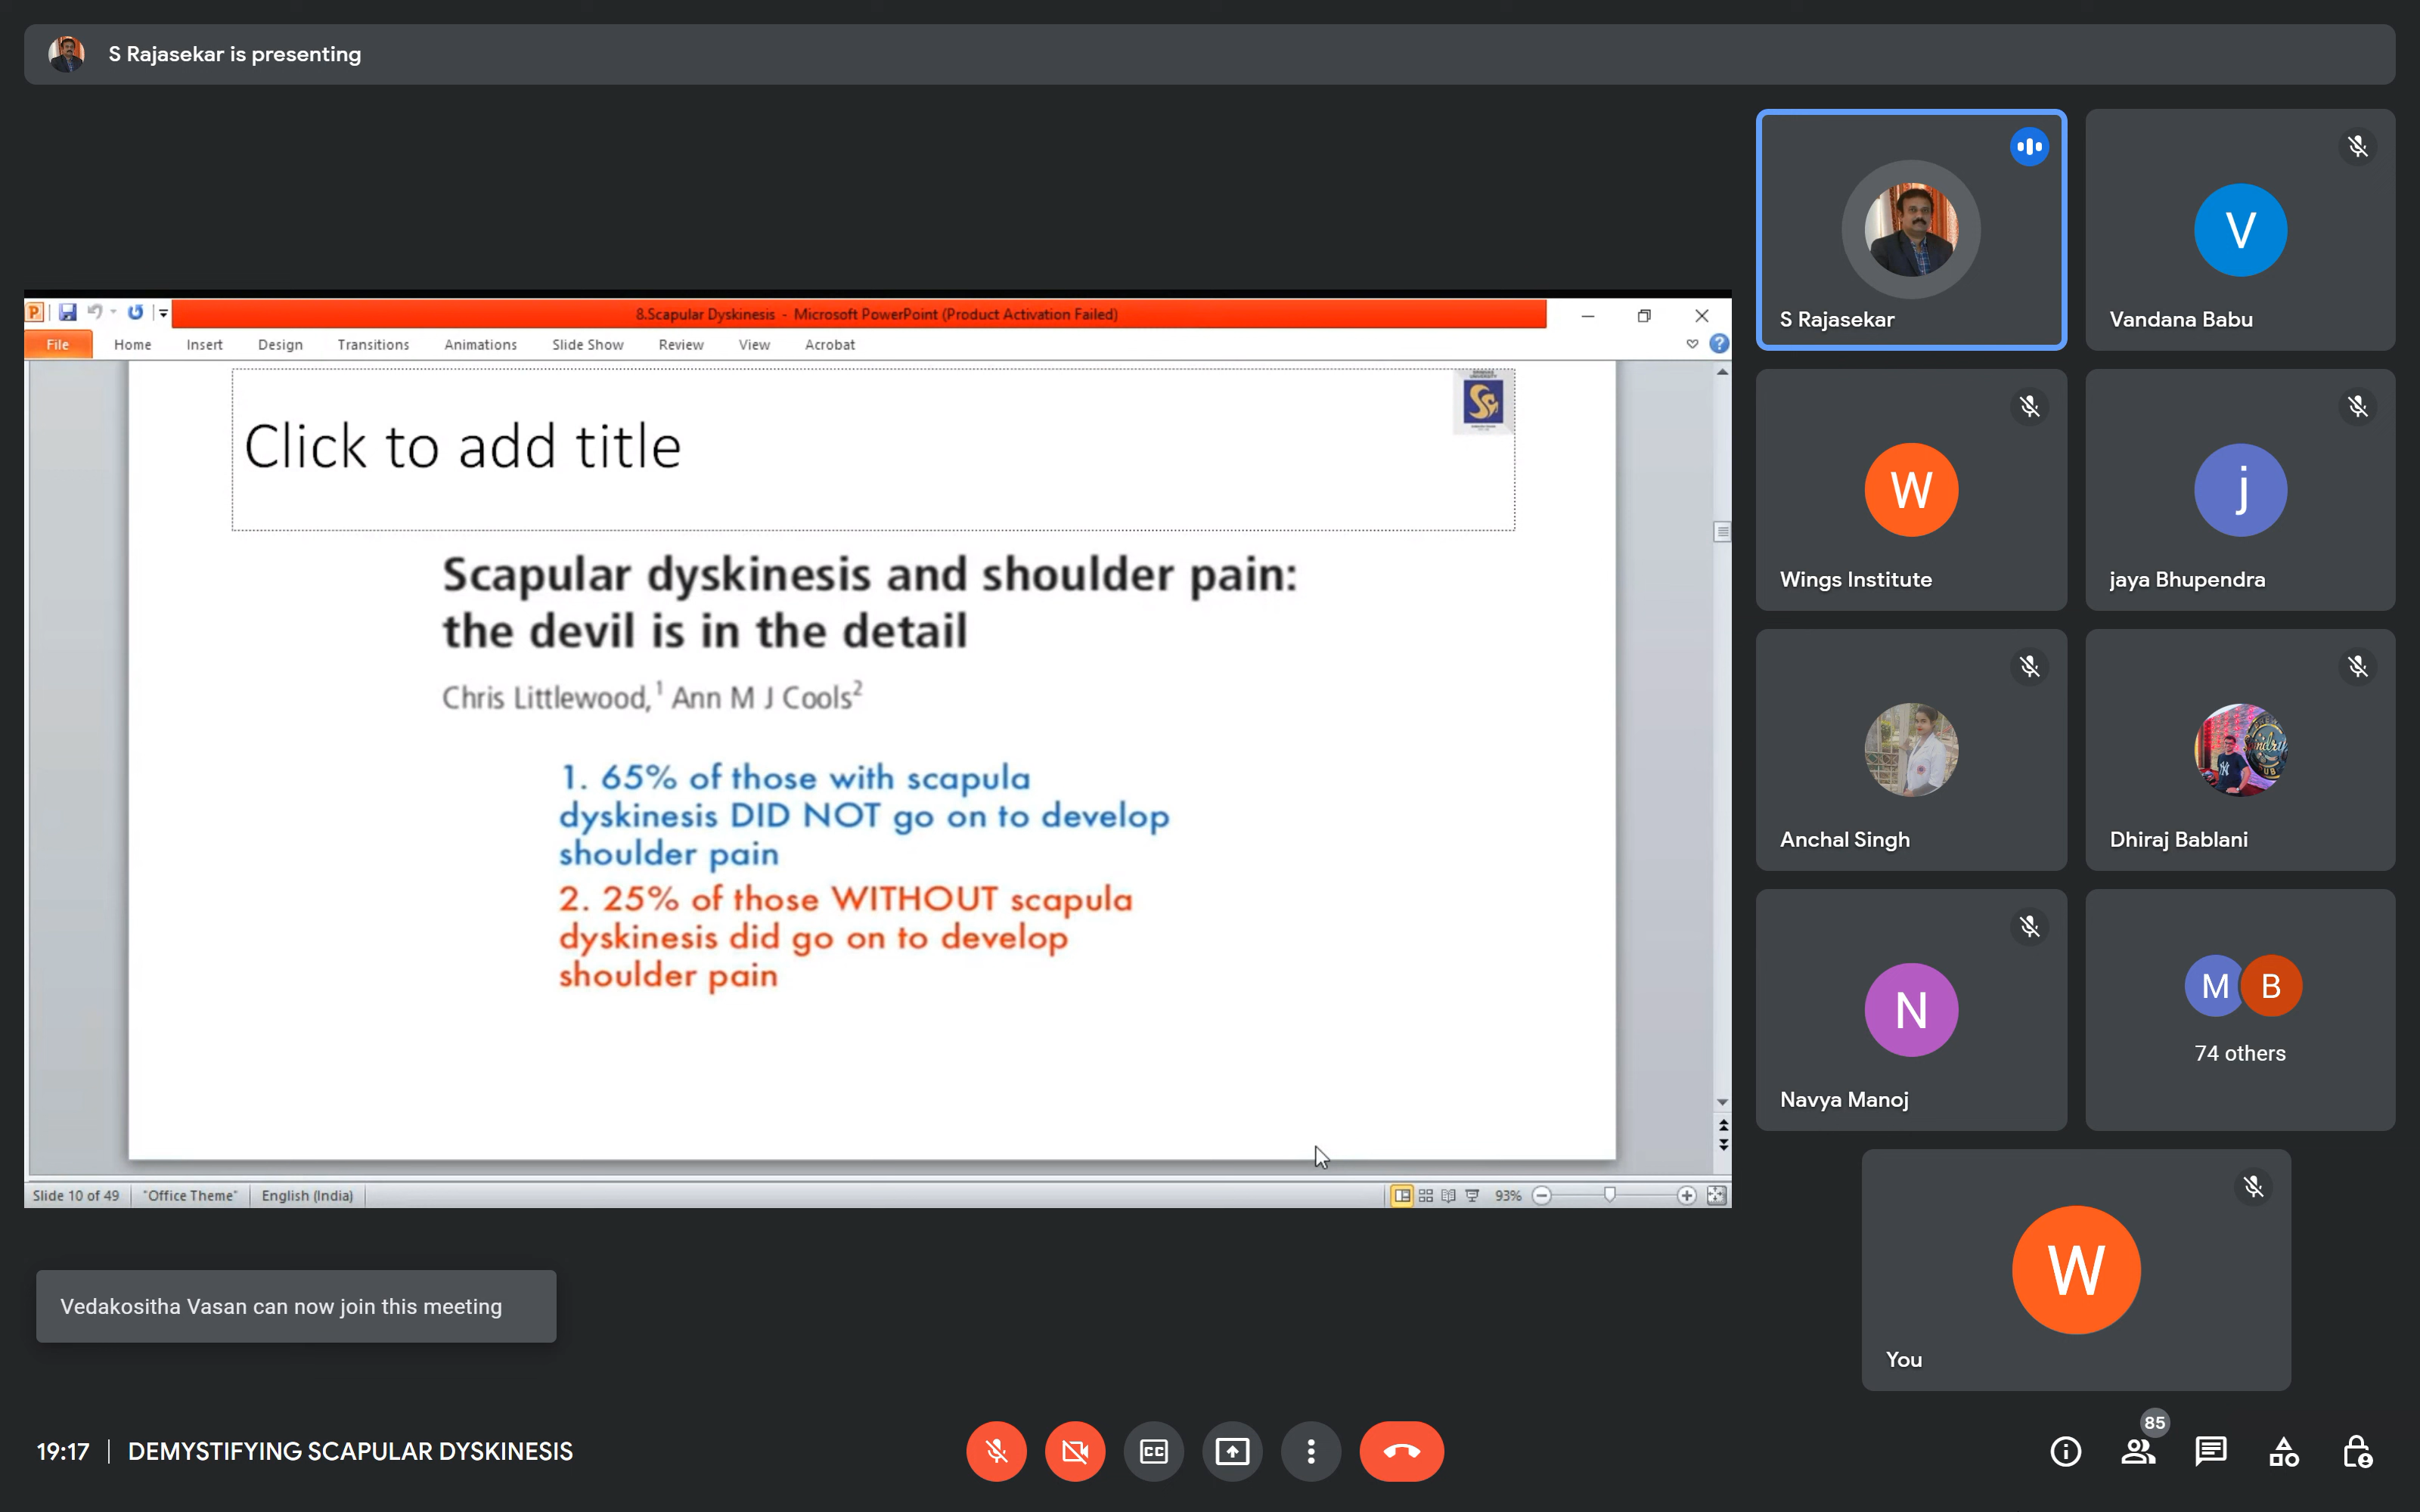 S Rajasekar is presenting
8.Scapular Dyskinesis - Microsoft PowerPoint (Product Activation Failed)
File Home Insert Design Transitions Animations Slide Show Review View Acrobat
Click to add title
Scapular dyskinesis and shoulder pain:
the devil is in the detail
Chris Littlewood,1 Ann M J Cools2
1. 65% of those with scapula
dyskinesis DID NOT go on to develop
shoulder pain
2. 25% of those WITHOUT scapula
dyskinesis did go on to develop
shoulder pain
Slide 10 of 49 "Office Theme" English (India) 93%
S Rajasekar
V
Vandana Babu
W
Wings Institute
j
jaya Bhupendra
Anchal Singh
Dhiraj Bablani
N
Navya Manoj
M B
74 others
W
You
Vedakositha Vasan can now join this meeting
19:17 | DEMYSTIFYING SCAPULAR DYSKINESIS
CC
85